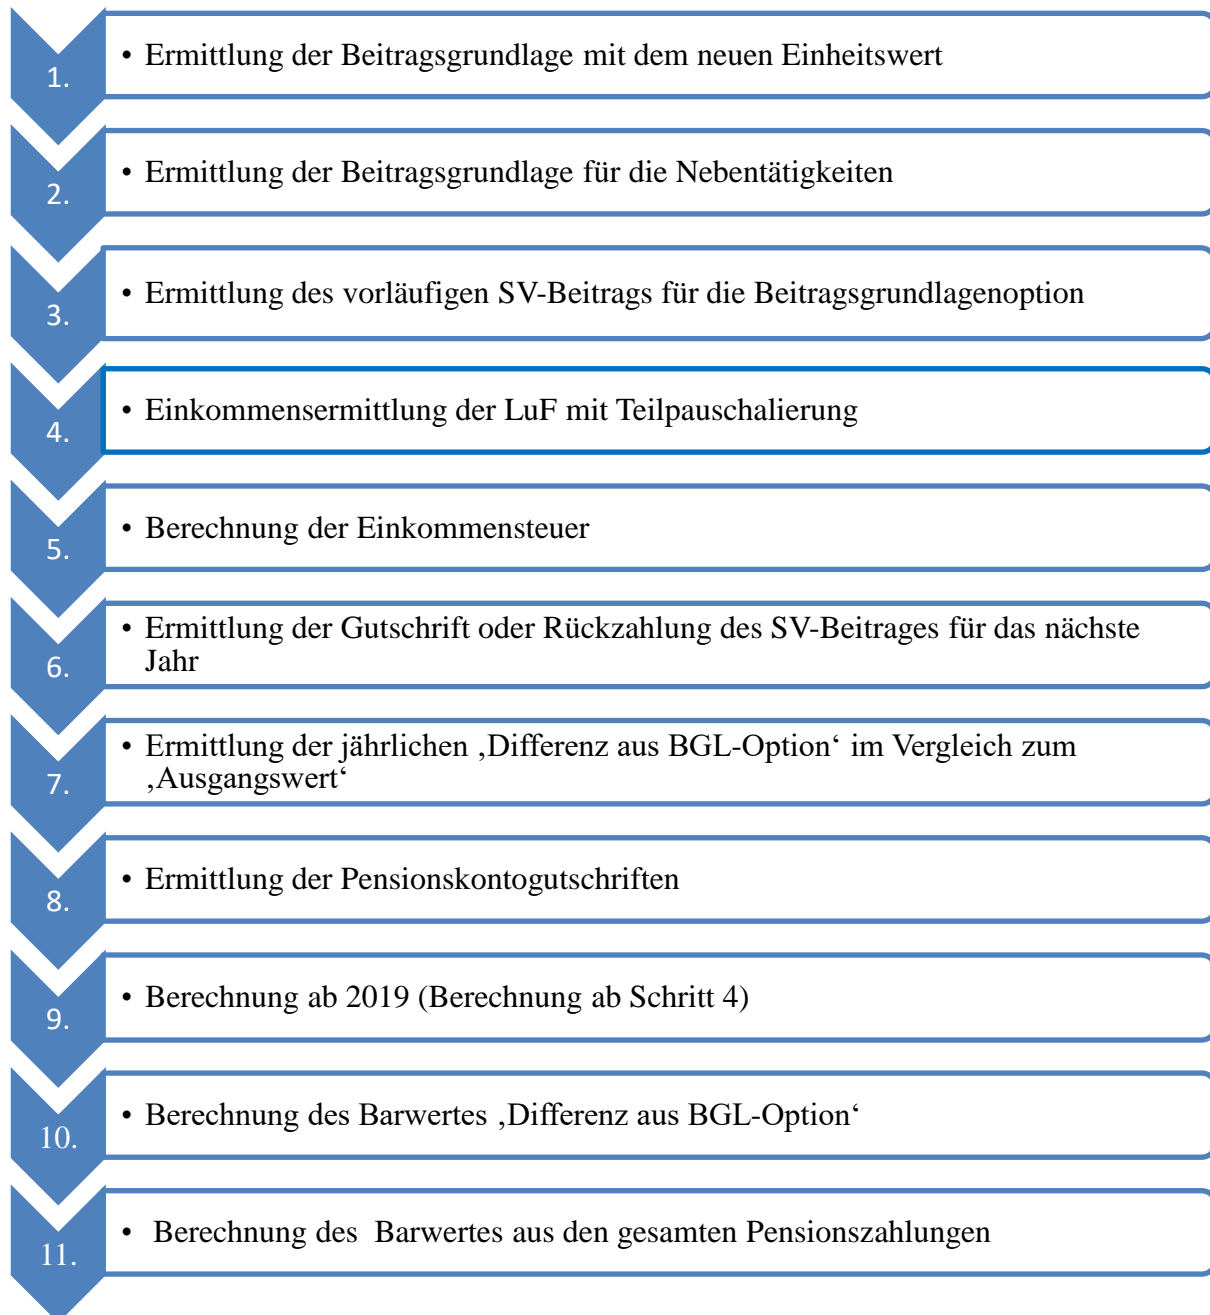 1.
• Ermittlung der Beitragsgrundlage mit dem neuen Einheitswert
2.
• Ermittlung der Beitragsgrundlage für die Nebentätigkeiten
3.
• Ermittlung des vorläufigen SV-Beitrags für die Beitragsgrundlagenoption
4.
• Einkommensermittlung der LuF mit Teilpauschalierung
5.
• Berechnung der Einkommensteuer
6.
• Ermittlung der Gutschrift oder Rückzahlung des SV-Beitrages für das nächste
Jahr
7.
• Ermittlung der jährlichen ‚Differenz aus BGL-Option‘ im Vergleich zum
‚Ausgangswert‘
8.
• Ermittlung der Pensionskontogutschriften
9.
• Berechnung ab 2019 (Berechnung ab Schritt 4)
10.
• Berechnung des Barwertes ‚Differenz aus BGL-Option‘
11.
• Berechnung des Barwertes aus den gesamten Pensionszahlungen